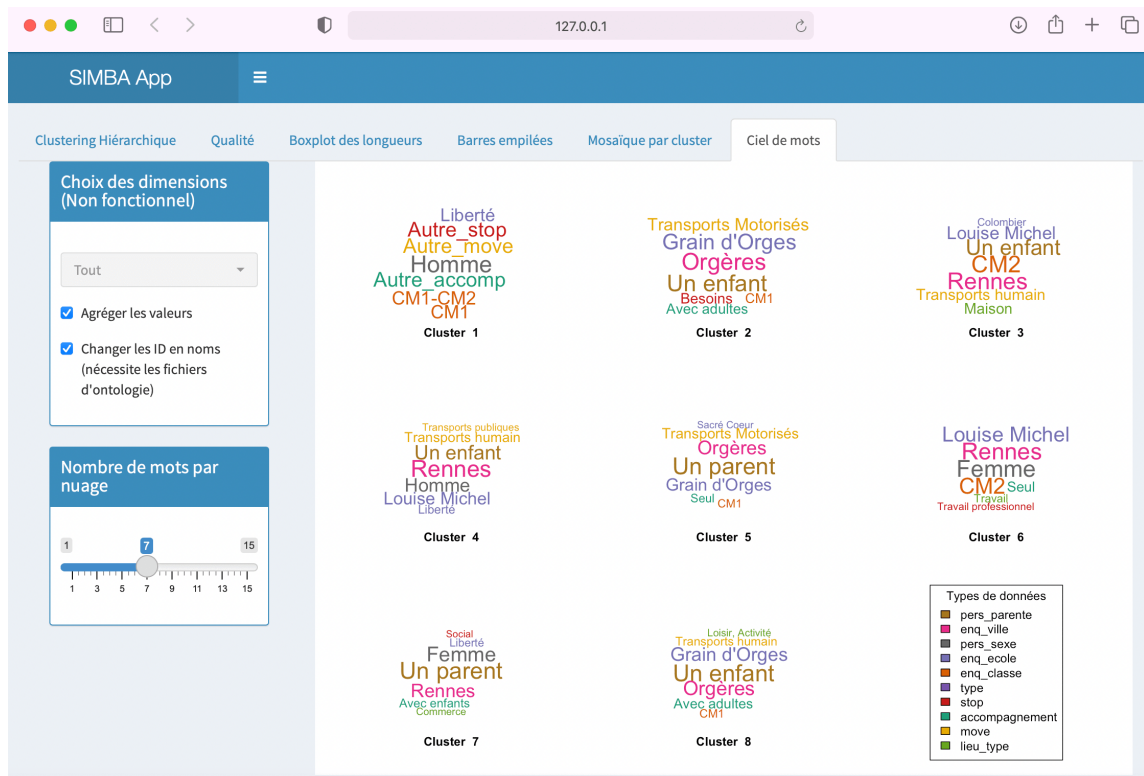 127.0.0.1
SIMBA App
Clustering Hiérarchique
Qualité
Boxplot des longueurs
Barres empilées
Mosaïque par cluster
Ciel de mots
Choix des dimensions
(Non fonctionnel)
Tout
Agréger les valeurs
Changer les ID en noms
(nécessite les fichiers
d'ontologie)
Nombre de mots par
nuage
1
7
15
1 3 5 7 9 11 13 15
Liberté
Autre_stop
Autre_move
Homme
Autre_accomp
CM1-CM2
CM1
Cluster 1
Transports Motorisés
Grain d'Orges
Orgères
Un enfant
Besoins CM1
Avec adultes
Cluster 2
Colombier
Louise Michel
Un enfant
CM2
Rennes
Transports humain
Maison
Cluster 3
Transports publiques
Transports humain
Un enfant
Rennes
Homme
Louise Michel
Liberté
Cluster 4
Sacré Coeur
Transports Motorisés
Orgères
Un parent
Grain d'Orges
Seul CM1
Cluster 5
Louise Michel
Rennes
Femme
CM2 Seul
Travail
Travail professionnel
Cluster 6
Social
Liberté
Femme
Un parent
Rennes
Avec enfants
Commerce
Cluster 7
Loisir, Activité
Transports humain
Grain d'Orges
Un enfant
Orgères
Avec adultes
CM1
Cluster 8
Types de données
pers_parente
enq_ville
pers_sexe
enq_ecole
enq_classe
type
stop
accompagnement
move
lieu_type